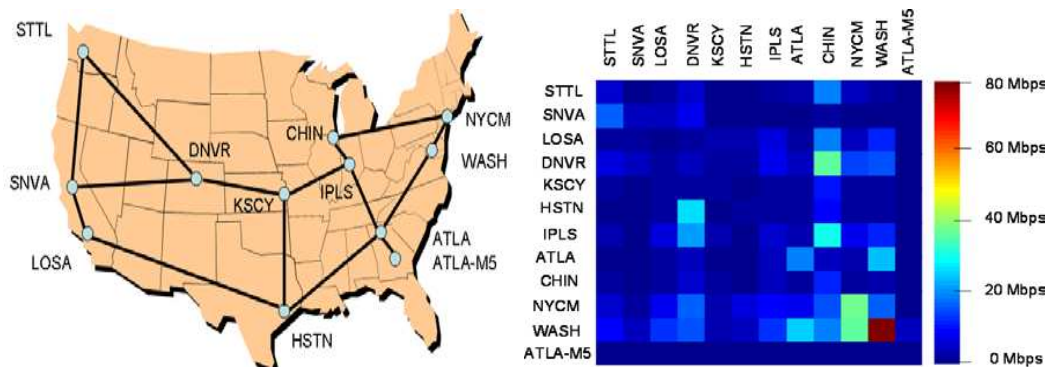 STTL
SNVA
LOSA
DNVR
KSCY
HSTN
CHIN
IPLS
NYCM
WASH
ATLA
ATLA-M5
STTL
SNVA
LOSA
DNVR
KSCY
HSTN
IPLS
ATLA
CHIN
NYCM
WASH
ATLA-M5
STTL
SNVA
LOSA
DNVR
KSCY
HSTN
IPLS
ATLA
CHIN
NYCM
WASH
ATLA-M5
80 Mbps
60 Mbps
40 Mbps
20 Mbps
0 Mbps